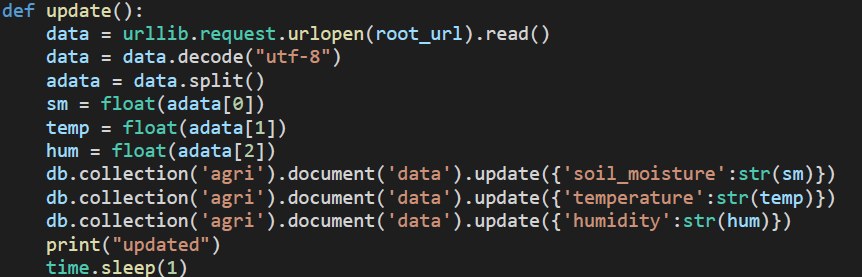 def update():
    data = urllib.request.urlopen(root_url).read()
    data = data.decode("utf-8")
    adata = data.split()
    sm = float(adata[0])
    temp = float(adata[1])
    hum = float(adata[2])
    db.collection('agri').document('data').update({'soil_moisture':str(sm)})
    db.collection('agri').document('data').update({'temperature':str(temp)})
    db.collection('agri').document('data').update({'humidity':str(hum)})
    print("updated")
    time.sleep(1)